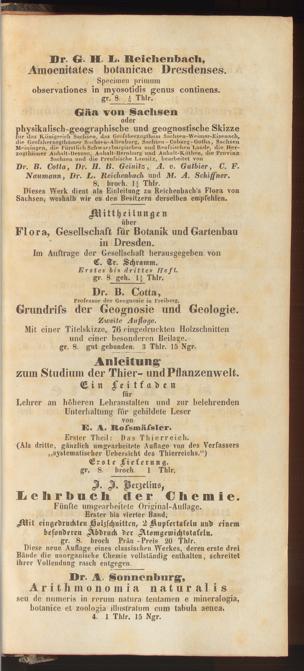 Dr. G. H. L. Reichenbach,
Amoenitates botanicae Dresdenses.
Specimen primum
observationes in myosotidis genus continens.
gr. 8 ½ Thlr.
Gäa von Sachsen
oder
physikalisch-geographische und geognostische Skizze
für das Königreich Sachsen, das Großherzogthum Sachsen-Weimar-Eisenach,
die Großherzogthümer Sachsen-Altenburg, Sachsen-Coburg-Gotha, Sachsen
Meiningen, die Fürstlich Schwarzburgschen und Reußischen Lande, die Her-
zogthümer Anhalt-Dessau, Anhalt-Bernburg und Anhalt-Köthen, die Provinz
Sachsen und die Preußische Lausitz, bearbeitet von
Dr. B. Cotta, Dr. H. B. Geinitz, A. v. Gutbier, C. F.
Naumann, Dr. L. Reichenbach und M. A. Schiffner.
8. broch. 1½ Thlr.
Dieses Werk dient als Einleitung zu Reichenbach's Flora von
Sachsen, weshalb wir es den Besitzern derselben empfehlen.
Mittheilungen
über
Flora, Gesellschaft für Botanik und Gartenbau
in Dresden.
Im Auftrage der Gesellschaft herausgegeben von
C. Tr. Schramm.
Erstes bis drittes Heft.
gr. 8 geh. 1½ Thlr.
Dr. B. Cotta,
Professor der Geognosie in Freiberg,
Grundriſs der Geognosie und Geologie.
Zweite Auflage.
Mit einer Titelskizze, 76 eingedruckten Holzschnitten
und einer besonderen Beilage.
gr. 8. gut gebunden. 3 Thlr. 15 Ngr.
Anleitung
zum Studium der Thier- und Pflanzenwelt.
Ein Leitfaden
für
Lehrer an höheren Lehranstalten und zur belehrenden
Unterhaltung für gebildete Leser
von
E. A. Roſsmäſsler.
Erster Theil: Das Thierreich.
(Als dritte, gänzlich umgearbeitete Auflage von des Verfassers
„systematischer Uebersicht des Thierreichs.")
Erste Lieferung.
gr. 8. broch. 1 Thlr.
J. J. Berzelius,
Lehrbuch der Chemie.
Fünfte umgearbeitete Original-Auflage.
Erster bis vierter Band,
Mit eingedruckten Holzschnitten, 2 Kupfertafeln und einem
besonderen Abdruck der Atomgewichtstafeln.
gr. 8. broch Prän-Preis 20 Thlr.
Diese neue Auflage eines classischen Werkes, deren erste drei
Bände die unorganische Chemie vollständig enthalten, schreitet
ihrer Vollendung rasch entgegen.
Dr. A. Sonnenburg,
Arithmonomia naturalis
seu de numeris in rerum natura tentamen e mineralogia,
botanice et zoologia illustratum cum tabula aenea.
4. 1 Thlr. 15 Ngr.